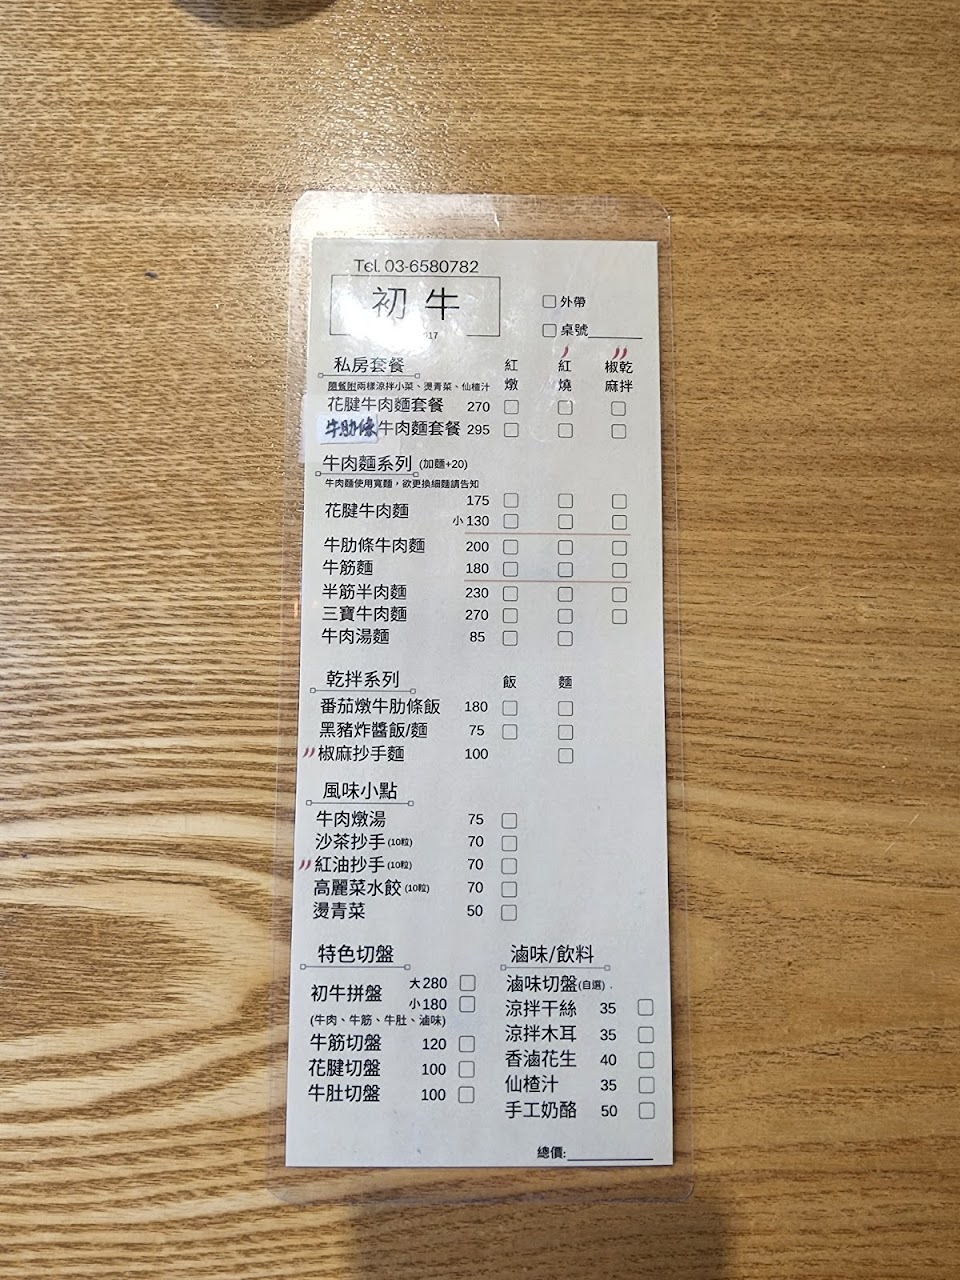 Tel. 03-6580782
初牛
外帶
桌號
私房套餐 紅燉 紅燒 椒麻乾拌
隨餐附兩樣涼拌小菜、燙青菜、仙楂汁
花腱牛肉麵套餐 270
牛肋條牛肉麵套餐 295
牛肉麵系列 (加麵+20)
牛肉麵使用寬麵，欲更換細麵請告知
花腱牛肉麵 175
小 130
牛肋條牛肉麵 200
牛筋麵 180
半筋半肉麵 230
三寶牛肉麵 270
牛肉湯麵 85
乾拌系列 飯 麵
番茄燉牛肋條飯 180
黑豬炸醬飯/麵 75
椒麻抄手麵 100
風味小點
牛肉燉湯 75
沙茶抄手 (10粒) 70
紅油抄手 (10粒) 70
高麗菜水餃 (10粒) 70
燙青菜 50
特色切盤
初牛拼盤 大 280
小 180
(牛肉、牛筋、牛肚、滷味)
牛筋切盤 120
花腱切盤 100
牛肚切盤 100
滷味/飲料
滷味切盤(自選) .
涼拌干絲 35
涼拌木耳 35
香滷花生 40
仙楂汁 35
手工奶酪 50
總價: